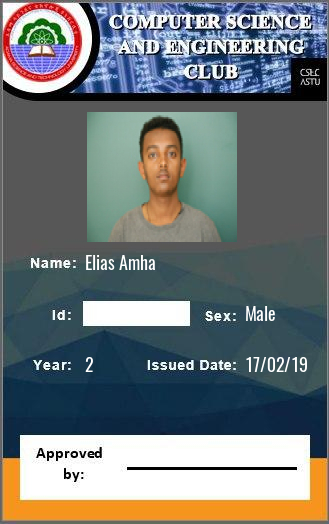 COMPUTER SCIENCE
AND ENGINEERING
CLUB
CSEC
ASTU
Name: Elias Amha
Id:
Sex: Male
Year: 2
Issued Date: 17/02/19
Approved
by: